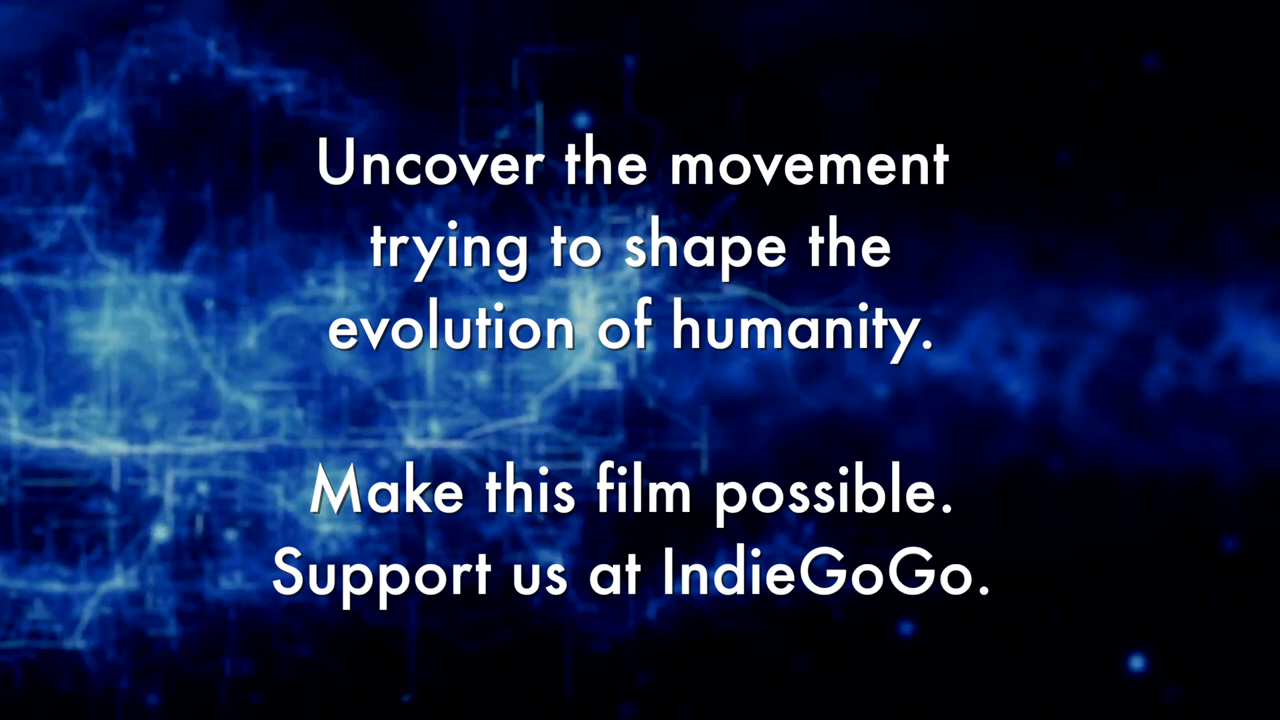 Uncover the movement
trying to shape the
evolution of humanity.
Make this film possible.
Support us at IndieGoGo.